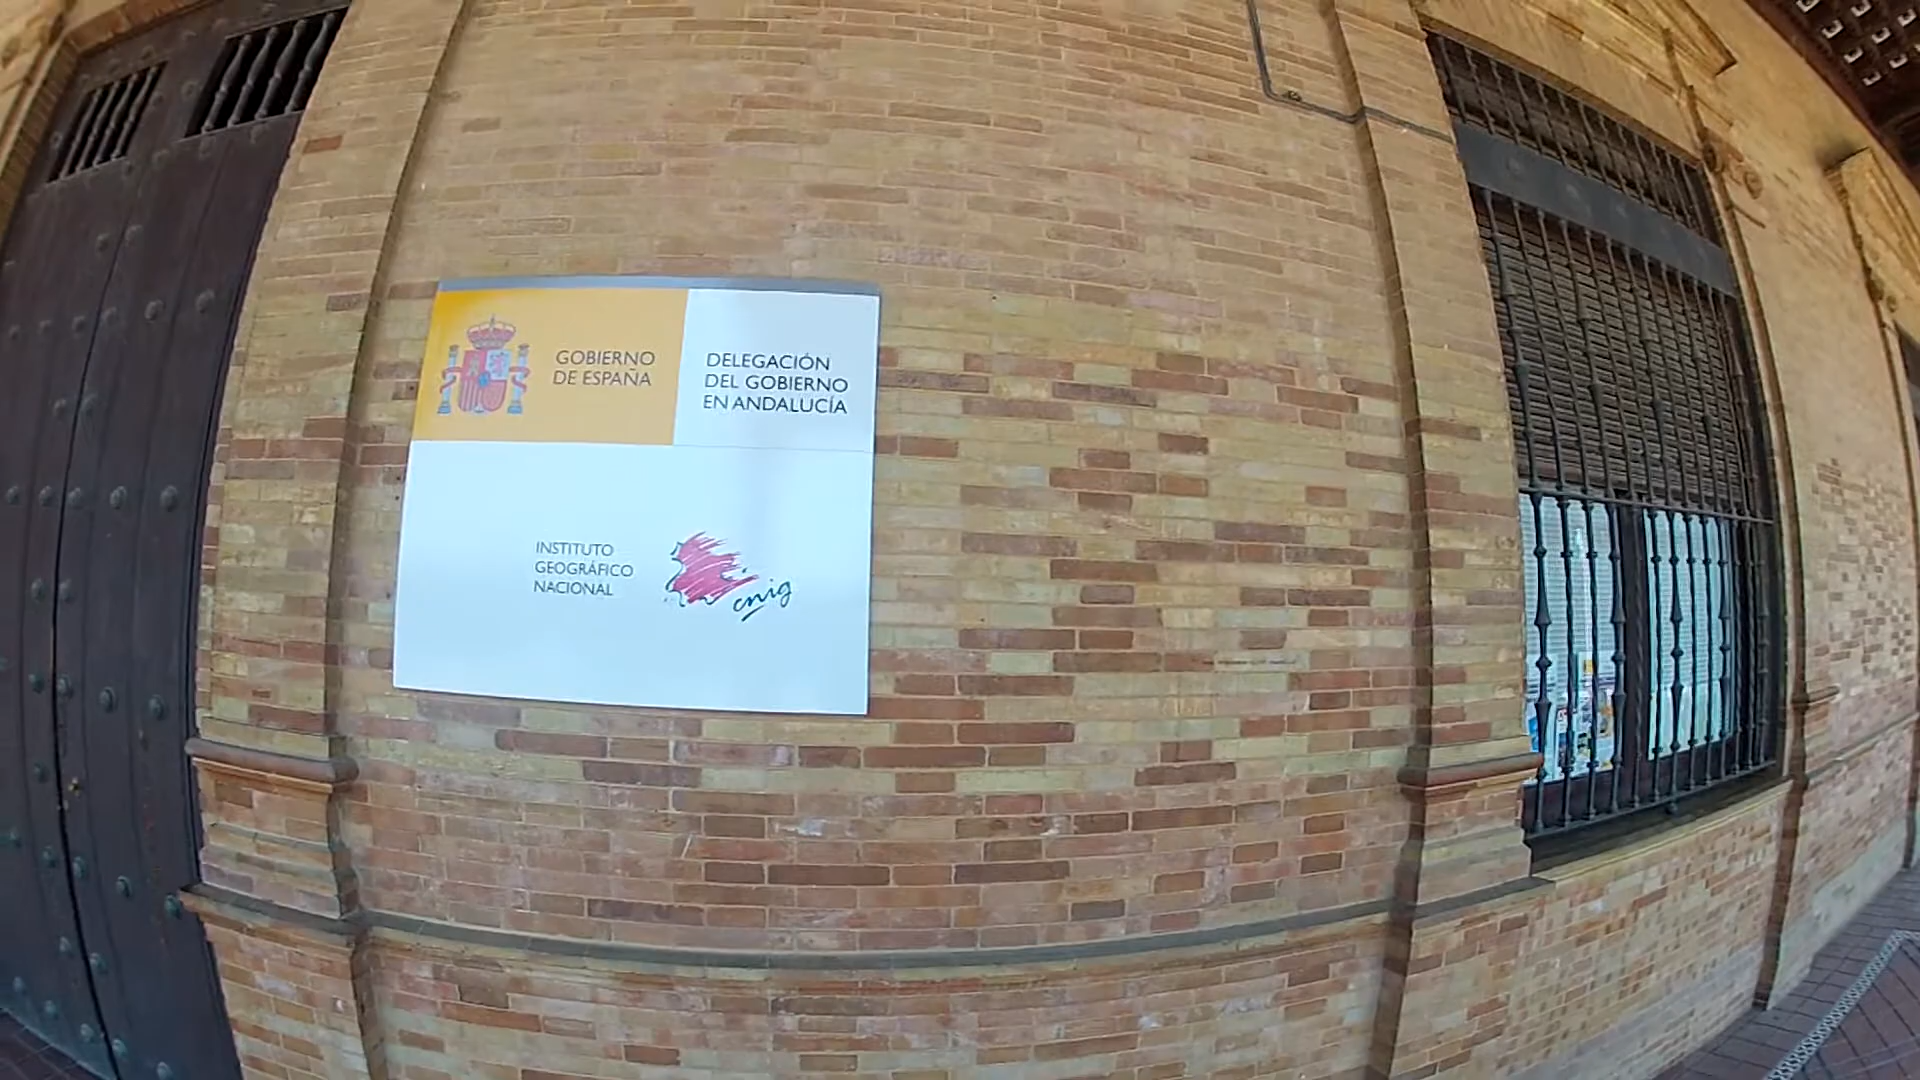 GOBIERNO
DE ESPAÑA
DELEGACIÓN
DEL GOBIERNO
EN ANDALUCÍA
INSTITUTO
GEOGRÁFICO
NACIONAL
cnig